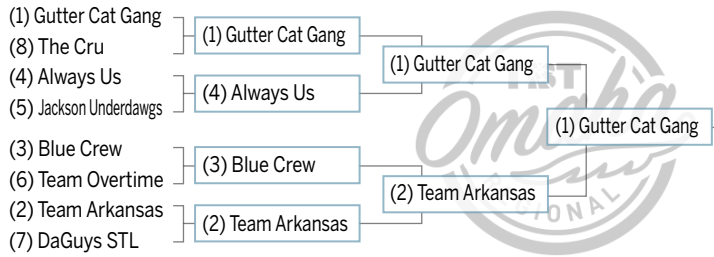 (1) Gutter Cat Gang
(8) The Cru
(4) Always Us
(5) Jackson Underdawgs
(3) Blue Crew
(6) Team Overtime
(2) Team Arkansas
(7) DaGuys STL
(1) Gutter Cat Gang
(4) Always Us
(3) Blue Crew
(2) Team Arkansas
(1) Gutter Cat Gang
(2) Team Arkansas
(1) Gutter Cat Gang
Omaha
REGIONAL